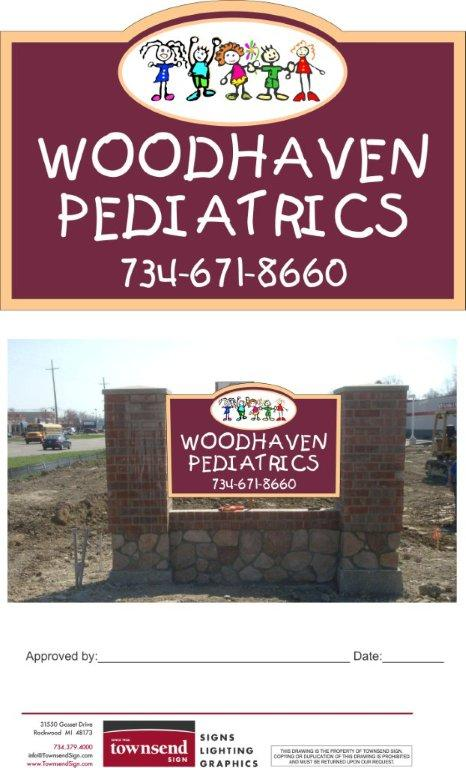 WOODHAVEN
PEDIATRICS
734-671-8660
WOODHAVEN
PEDIATRICS
734-671-8660
Approved by: Date:
31550 Gosset Drive
Rockwood MI 48173
734.379.4000
info@TownsendSign.com
www.TownsendSign.com
townsend
SIGN
SIGNS
LIGHTING
GRAPHICS
THIS DRAWING IS THE PROPERTY OF TOWNSEND SIGN.
COPYING OR DUPLICATION OF THIS DRAWING IS PROHIBITED
AND MUST BE RETURNED UPON OUR REQUEST.